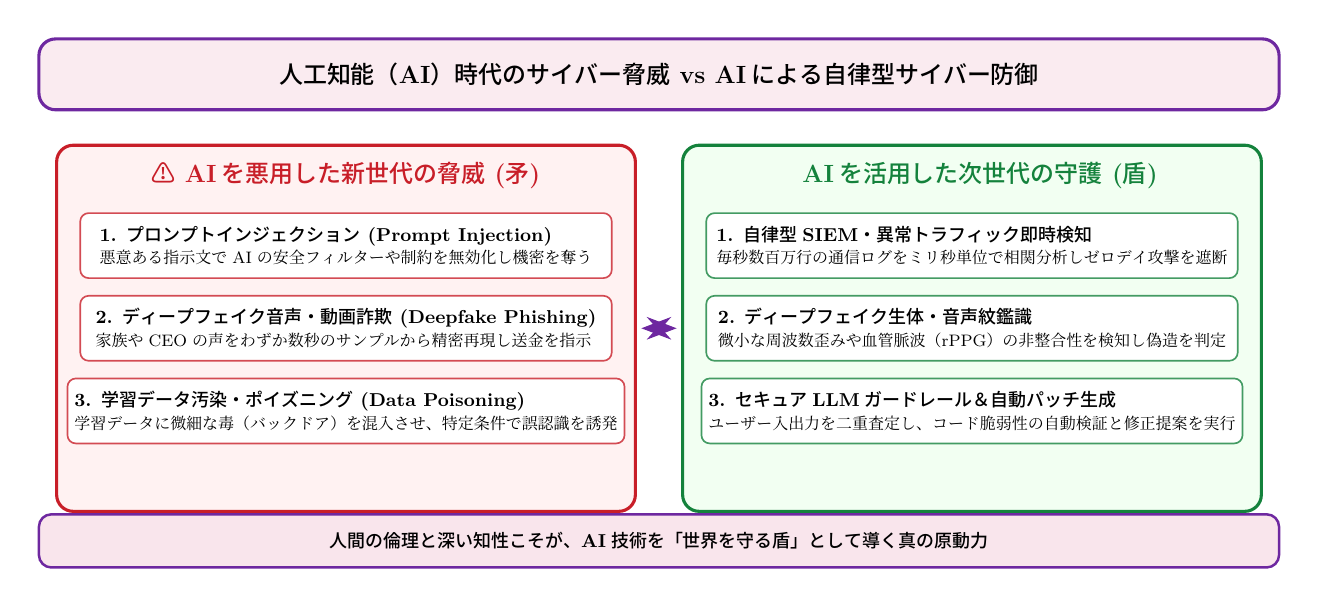 人工知能（AI）時代のサイバー脅威 vs AIによる自律型サイバー防御
⚠ AIを悪用した新世代の脅威 (矛)
1. プロンプトインジェクション (Prompt Injection)
悪意ある指示文で AI の安全フィルターや制約を無効化し機密を奪う
2. ディープフェイク音声・動画詐欺 (Deepfake Phishing)
家族や CEO の声をわずか数秒のサンプルから精密再現し送金を指示
3. 学習データ汚染・ポイズニング (Data Poisoning)
学習データに微細な毒（バックドア）を混入させ、特定条件で誤認識を誘発
AIを活用した次世代の守護 (盾)
1. 自律型 SIEM・異常トラフィック即時検知
毎秒数百万行の通信ログをミリ秒単位で相関分析しゼロデイ攻撃を遮断
2. ディープフェイク生体・音声紋鑑識
微小な周波数歪みや血管脈波（rPPG）の非整合性を検知し偽造を判定
3. セキュア LLM ガードレール＆自動パッチ生成
ユーザー入出力を二重査定し、コード脆弱性の自動検証と修正提案を実行
人間の倫理と深い知性こそが、AI 技術を「世界を守る盾」として導く真の原動力